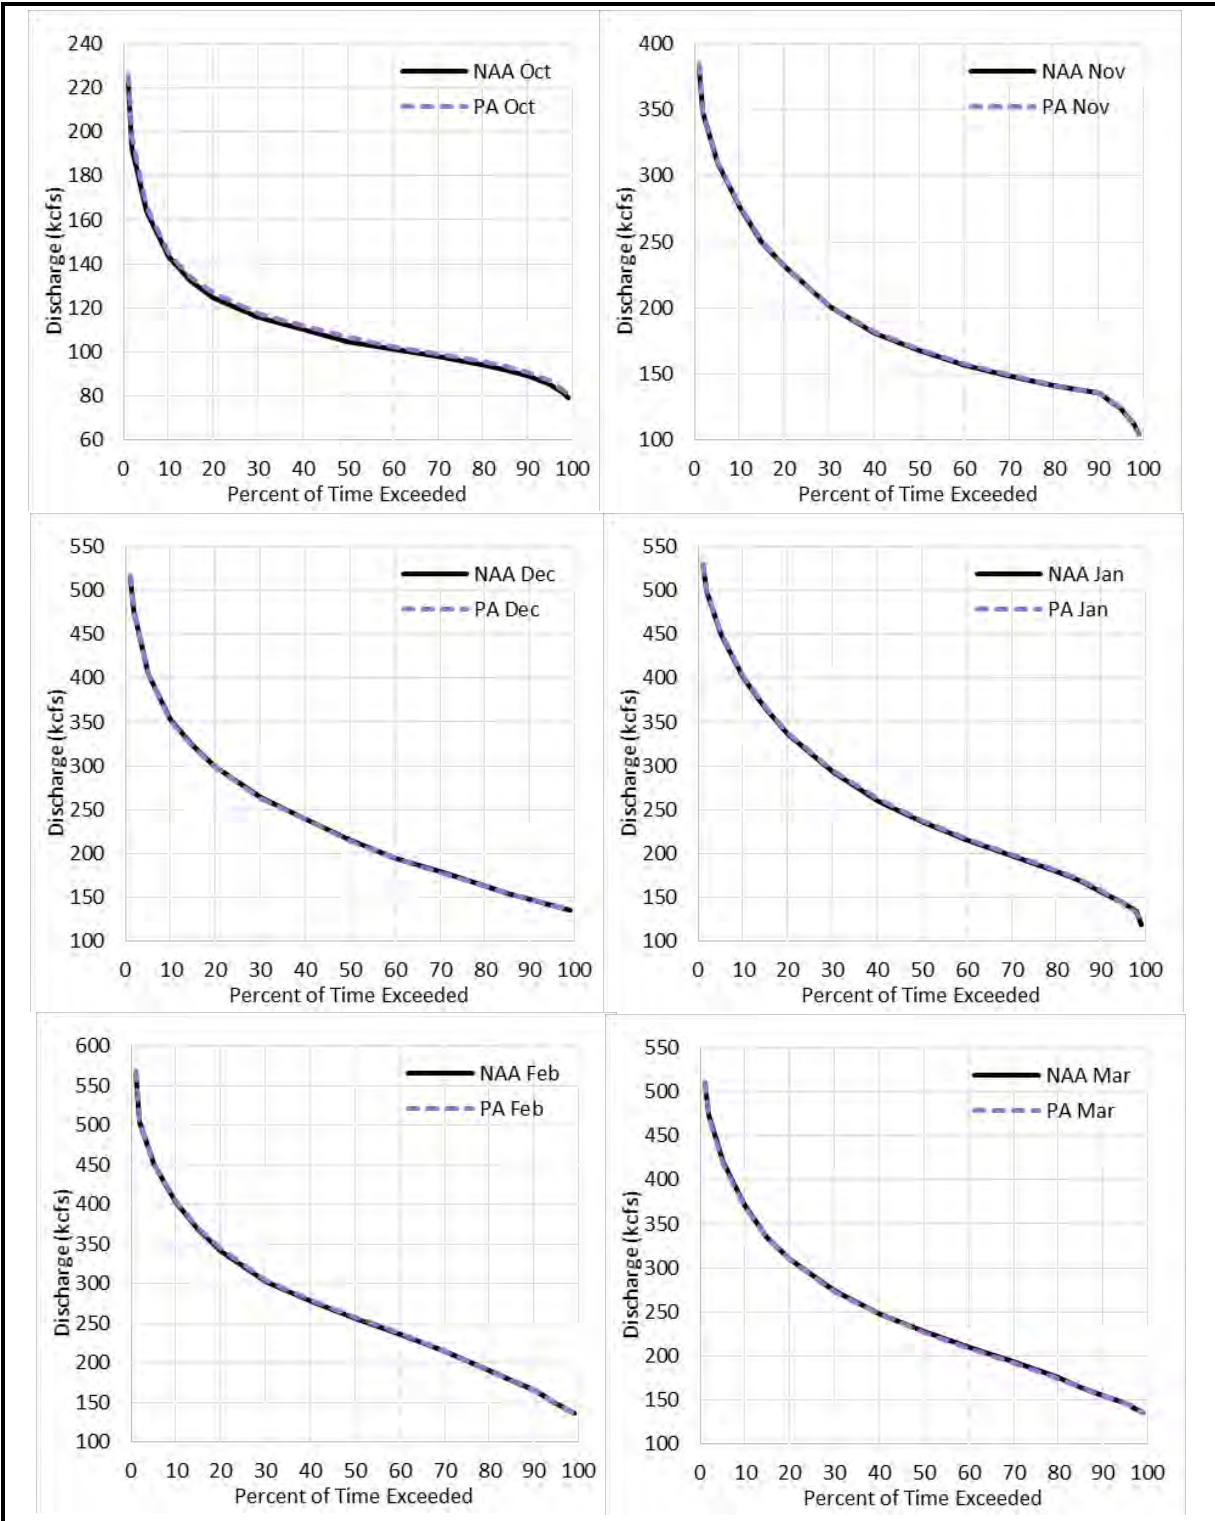 240
220
200
180
160
140
120
100
80
60
Discharge (kcfs)
NAA Oct
PA Oct
0 10 20 30 40 50 60 70 80 90 100
Percent of Time Exceeded
400
350
300
250
200
150
100
Discharge (kcfs)
NAA Nov
PA Nov
0 10 20 30 40 50 60 70 80 90 100
Percent of Time Exceeded
550
500
450
400
350
300
250
200
150
100
Discharge (kcfs)
NAA Dec
PA Dec
0 10 20 30 40 50 60 70 80 90 100
Percent of Time Exceeded
550
500
450
400
350
300
250
200
150
100
Discharge (kcfs)
NAA Jan
PA Jan
0 10 20 30 40 50 60 70 80 90 100
Percent of Time Exceeded
600
550
500
450
400
350
300
250
200
150
100
Discharge (kcfs)
NAA Feb
PA Feb
0 10 20 30 40 50 60 70 80 90 100
Percent of Time Exceeded
550
500
450
400
350
300
250
200
150
100
Discharge (kcfs)
NAA Mar
PA Mar
0 10 20 30 40 50 60 70 80 90 100
Percent of Time Exceeded